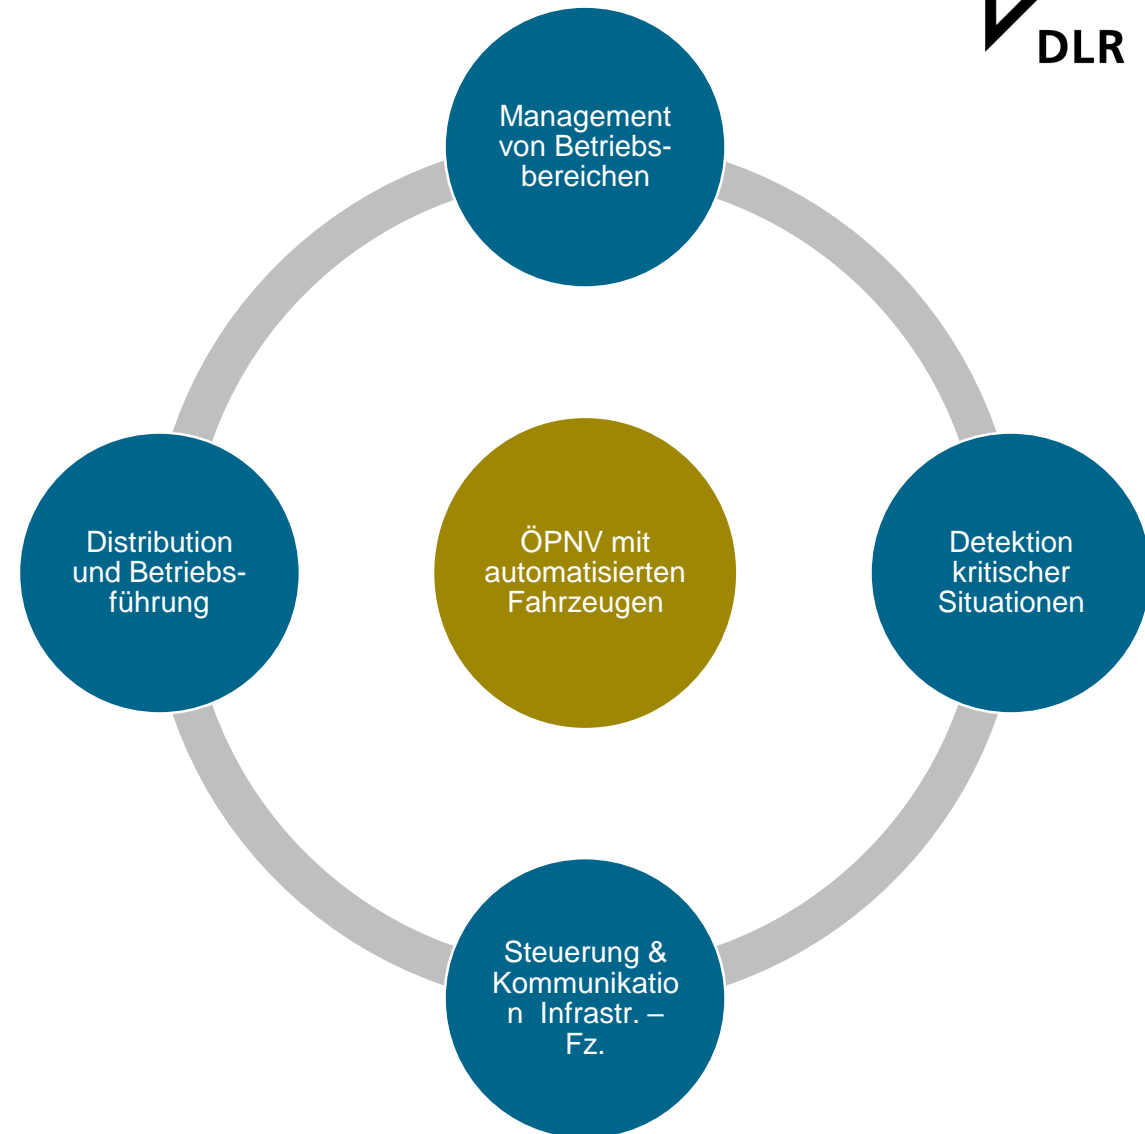 DLR
Management
von Betriebs-
bereichen
Distribution
und Betriebs-
führung
ÖPNV mit
automatisierten
Fahrzeugen
Detektion
kritischer
Situationen
Steuerung &
Kommunikatio
n Infrastr. –
Fz.